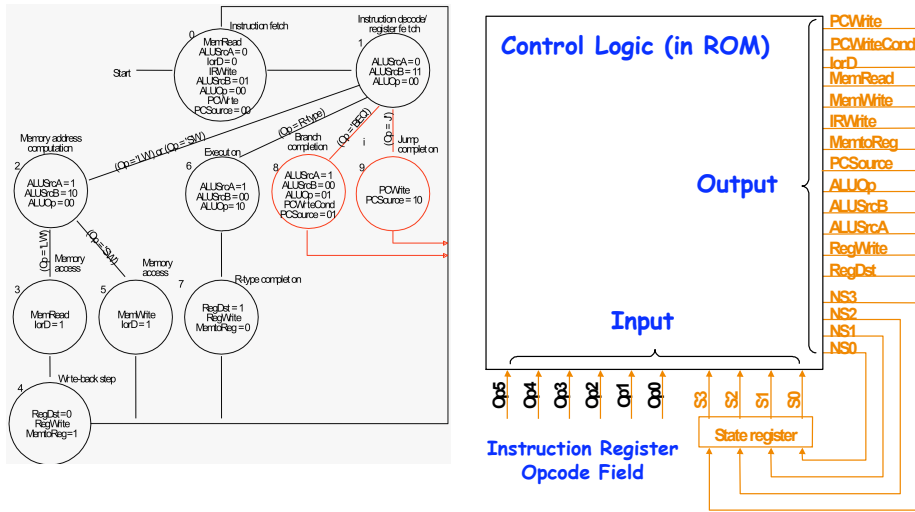 Instruction fetch
0
MemRead
ALUSrcA = 0
IorD = 0
IRWrite
ALUSrcB = 01
ALUOp = 00
PCWrite
PCSource = 00
Start
Instruction decode/
register fetch
1
ALUSrcA = 0
ALUSrcB = 11
ALUOp = 00
(Op = 'LW') or (Op = 'SW')
(Op = R-type)
(Op = 'BEQ')
(Op = 'J')
Memory address
computation
2
ALUSrcA = 1
ALUSrcB = 10
ALUOp = 00
Execution
6
ALUSrcA = 1
ALUSrcB = 00
ALUOp = 10
Branch
completion
8
ALUSrcA = 1
ALUSrcB = 00
ALUOp = 01
PCWriteCond
PCSource = 01
i
Jump
completion
9
PCWrite
PCSource = 10
(Op = 'LW')
(Op = 'SW')
Memory
access
3
MemRead
IorD = 1
Memory
access
5
MemWrite
IorD = 1
R-type completion
7
RegDst = 1
RegWrite
MemtoReg = 0
Write-back step
4
RegDst = 0
RegWrite
MemtoReg = 1
Control Logic (in ROM)
Output
Input
PCWrite
PCWriteCond
IorD
MemRead
MemWrite
IRWrite
MemtoReg
PCSource
ALUOp
ALUSrcB
ALUSrcA
RegWrite
RegDst
NS3
NS2
NS1
NS0
Op5
Op4
Op3
Op2
Op1
Op0
S3
S2
S1
S0
State register
Instruction Register
Opcode Field